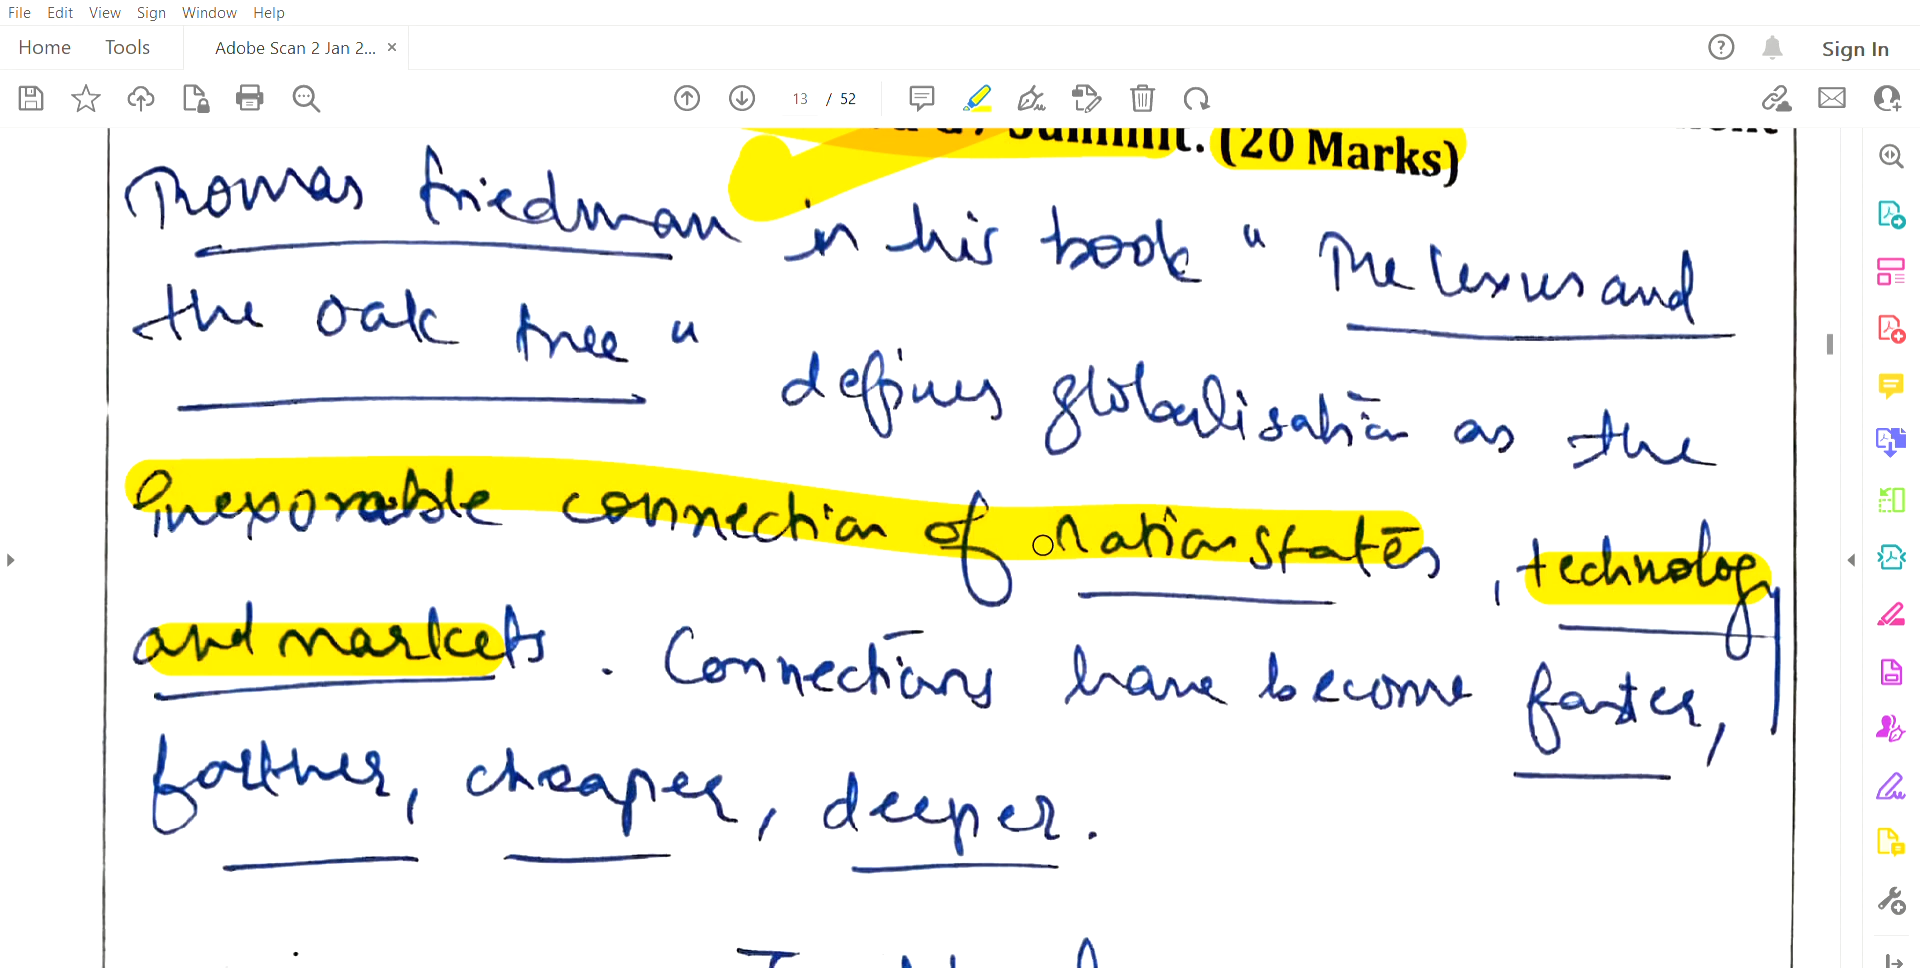 File Edit View Sign Window Help
Home Tools Adobe Scan 2 Jan 2... × Sign In
13 / 52
Summit. (20 Marks)
Thomas friedman in his book " The lexus and
the oak tree " defines globalisation as the
Inexorable connection of nation states, technology
and markets. Connections have become faster,
farther, cheaper, deeper.